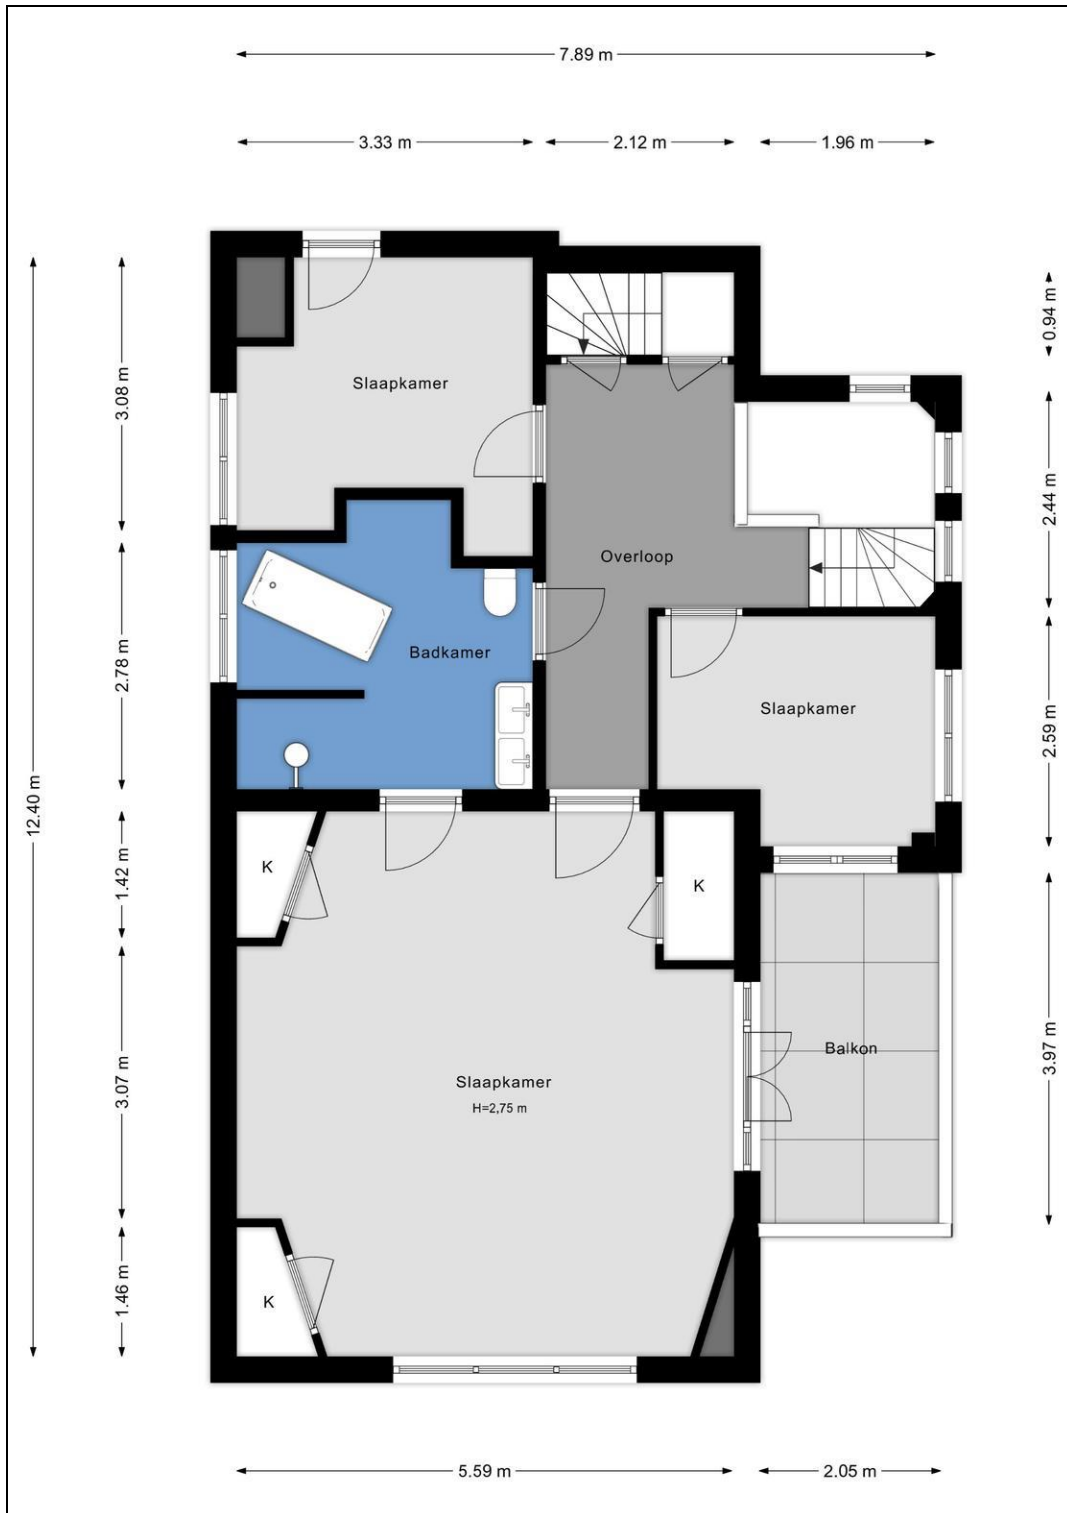 7.89 m
3.33 m
2.12 m
1.96 m
0.94 m
3.08 m
Slaapkamer
2.44 m
Overloop
Badkamer
2.78 m
Slaapkamer
2.59 m
12.40 m
1.42 m
K
K
3.07 m
Balkon
3.97 m
Slaapkamer
H=2,75 m
1.46 m
K
5.59 m
2.05 m